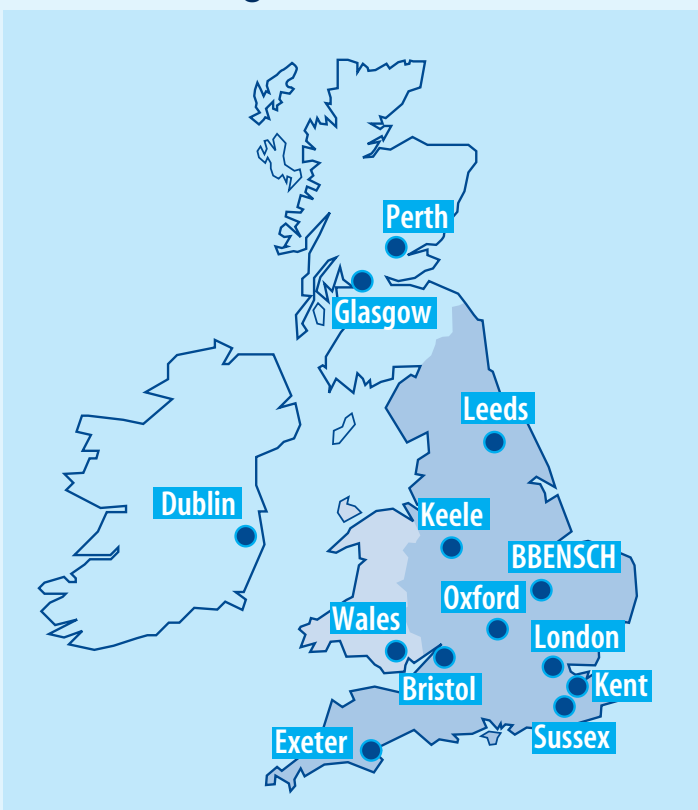 Perth
Glasgow
Leeds
Dublin
Keele
BBENSCH
Oxford
Wales
London
Bristol
Kent
Sussex
Exeter